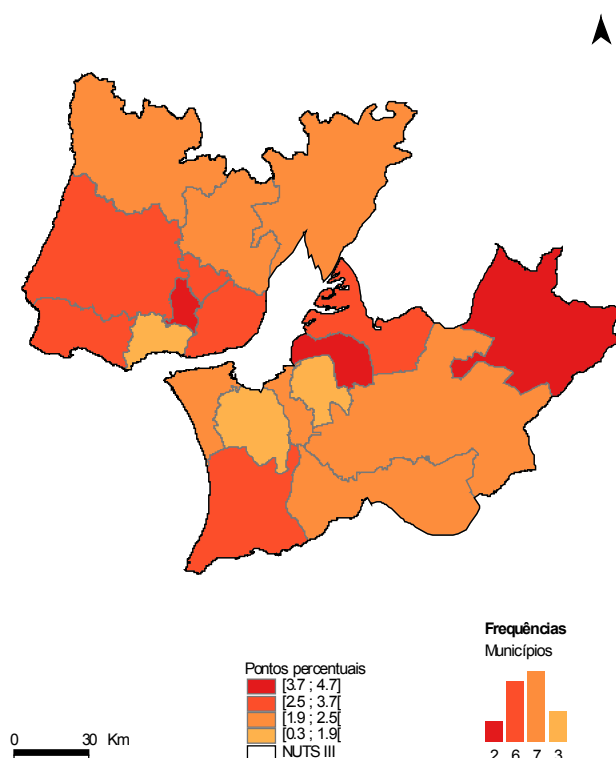 Frequências
Municípios
Pontos percentuais
[3.7 ; 4.7]
[2.5 ; 3.7[
[1.9 ; 2.5[
[0.3 ; 1.9[
NUTS III
0 30 Km
2 6 7 3